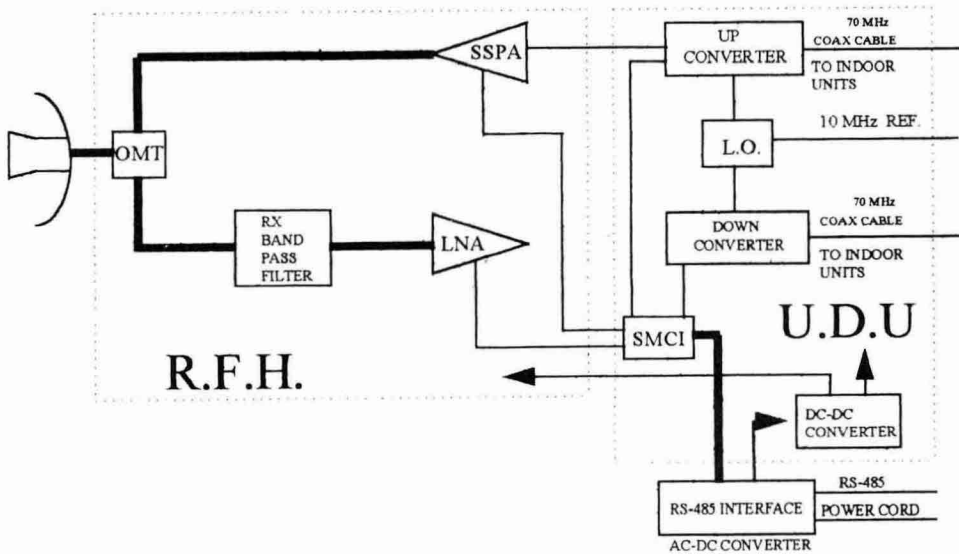 SSPA
UP
CONVERTER
70 MHz
COAX CABLE
TO INDOOR
UNITS
OMT
L.O.
10 MHz REF.
RX
BAND
PASS
FILTER
LNA
DOWN
CONVERTER
70 MHz
COAX CABLE
TO INDOOR
UNITS
SMCI
U.D.U
R.F.H.
DC-DC
CONVERTER
RS-485 INTERFACE
RS-485
POWER CORD
AC-DC CONVERTER